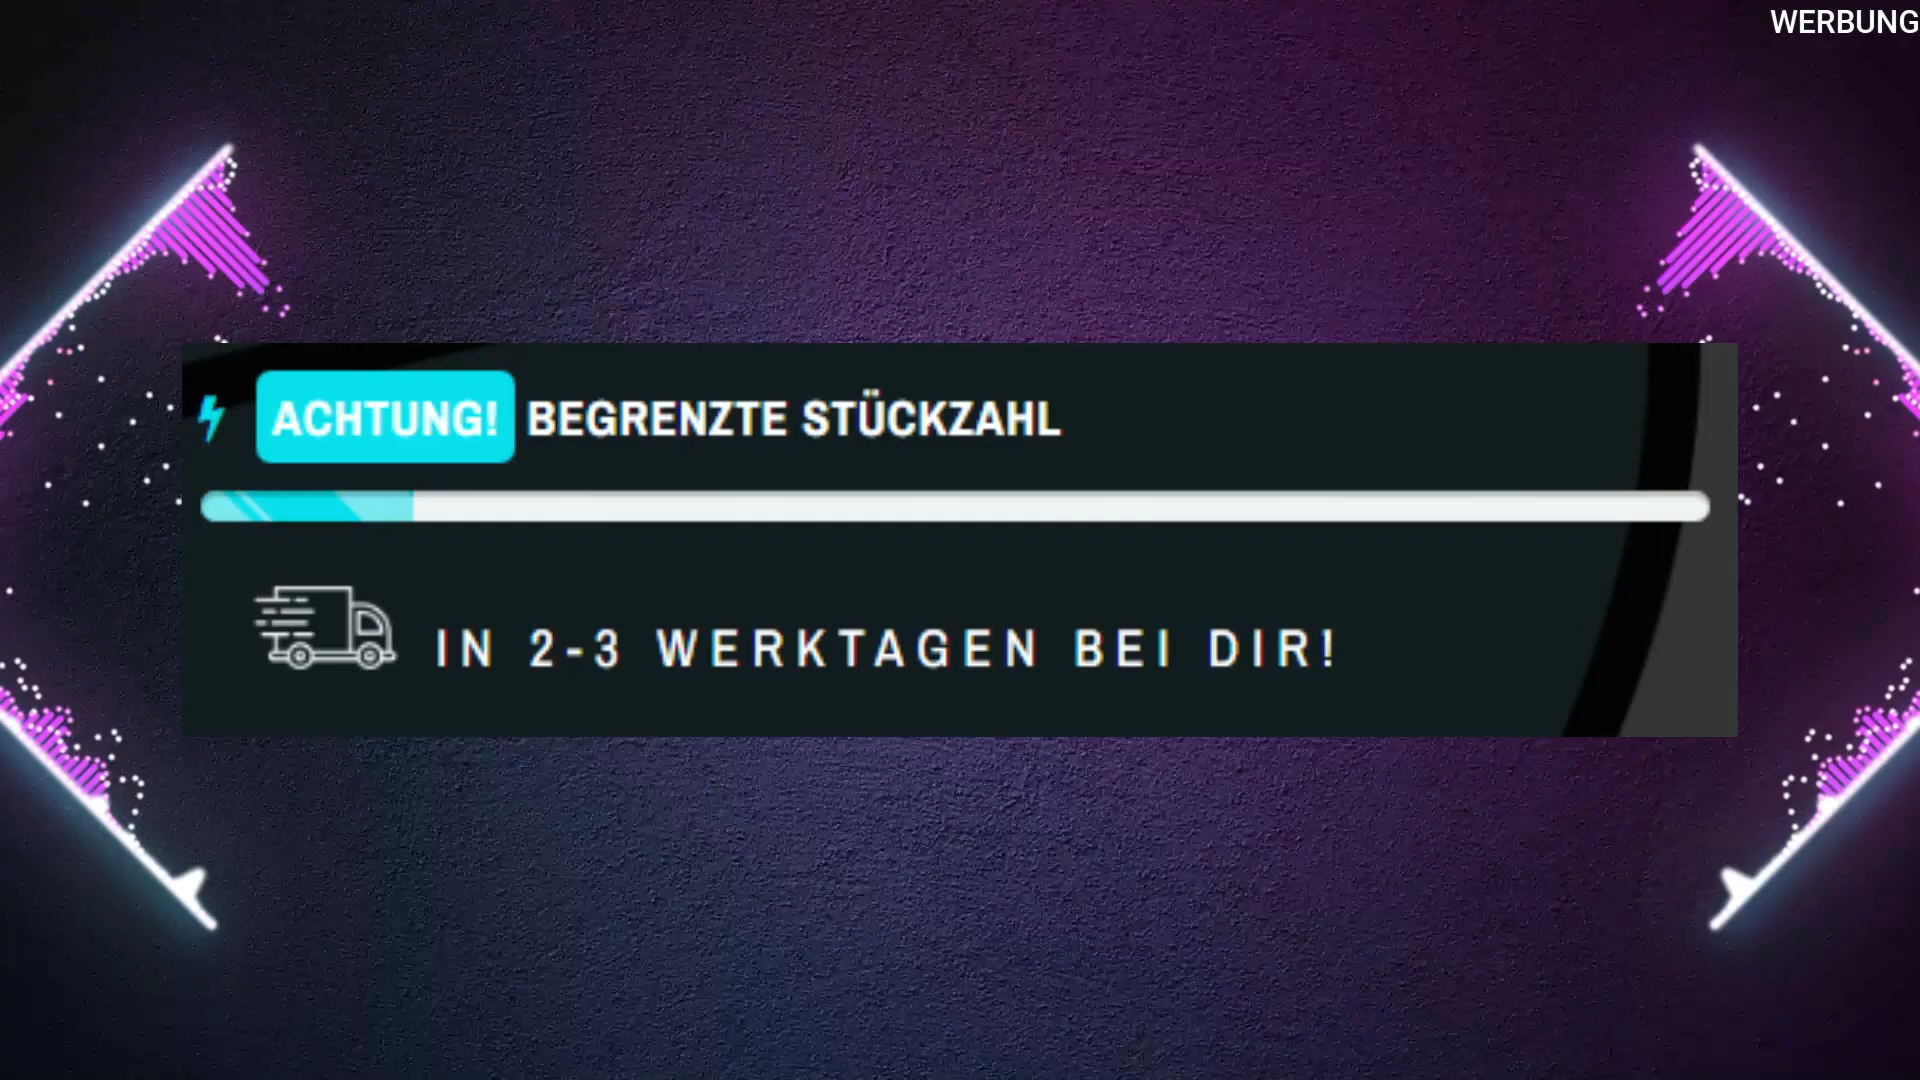 WERBUNG
ACHTUNG! BEGRENZTE STÜCKZAHL
IN 2-3 WERKTAGEN BEI DIR!